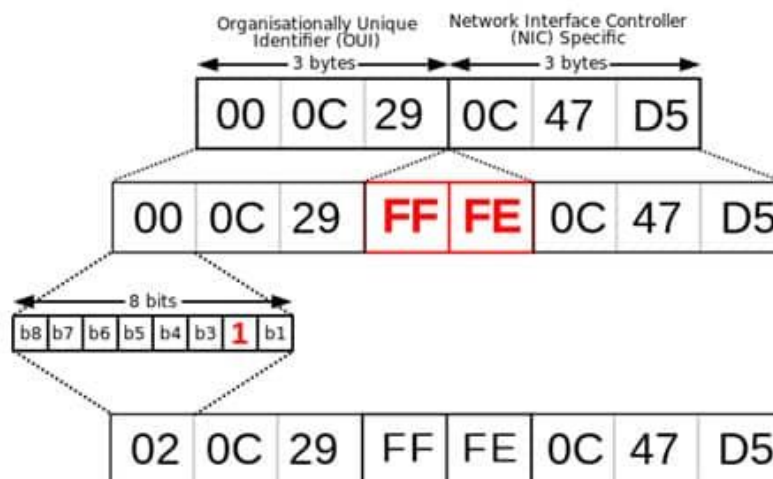 Organisationally Unique
Identifier (OUI)
Network Interface Controller
(NIC) Specific
3 bytes
3 bytes
00 0C 29 0C 47 D5
00 0C 29 FF FE 0C 47 D5
8 bits
b8 b7 b6 b5 b4 b3 1 b1
02 0C 29 FF FE 0C 47 D5